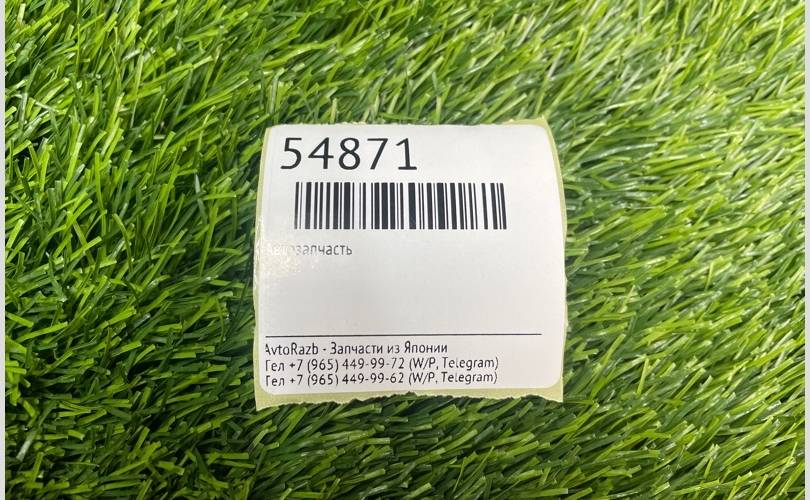 54871
Автозапчасть
AvtoRazb - Запчасти из Японии
Тел +7 (965) 449-99-72 (W/P, Telegram)
Тел +7 (965) 449-99-62 (W/P, Telegram)